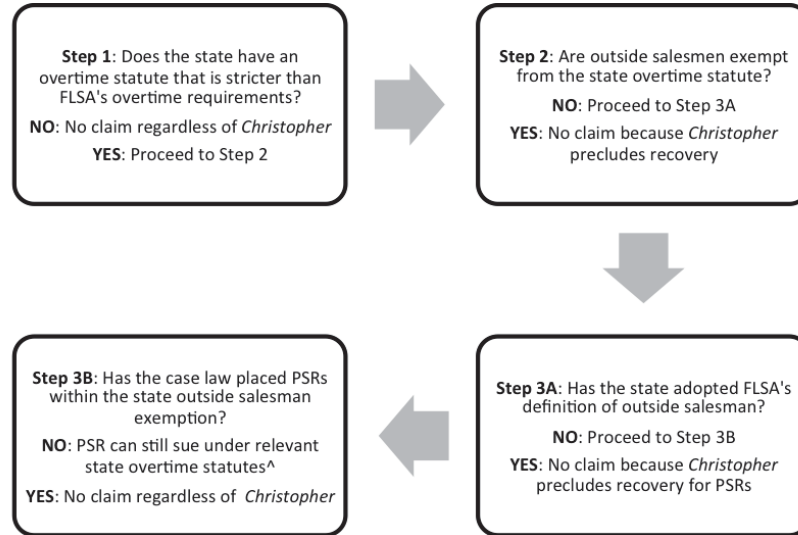 Step 1: Does the state have an
overtime statute that is stricter than
FLSA's overtime requirements?
NO: No claim regardless of Christopher
YES: Proceed to Step 2
Step 2: Are outside salesmen exempt
from the state overtime statute?
NO: Proceed to Step 3A
YES: No claim because Christopher
precludes recovery
Step 3A: Has the state adopted FLSA's
definition of outside salesman?
NO: Proceed to Step 3B
YES: No claim because Christopher
precludes recovery for PSRs
Step 3B: Has the case law placed PSRs
within the state outside salesman
exemption?
NO: PSR can still sue under relevant
state overtime statutes^
YES: No claim regardless of Christopher